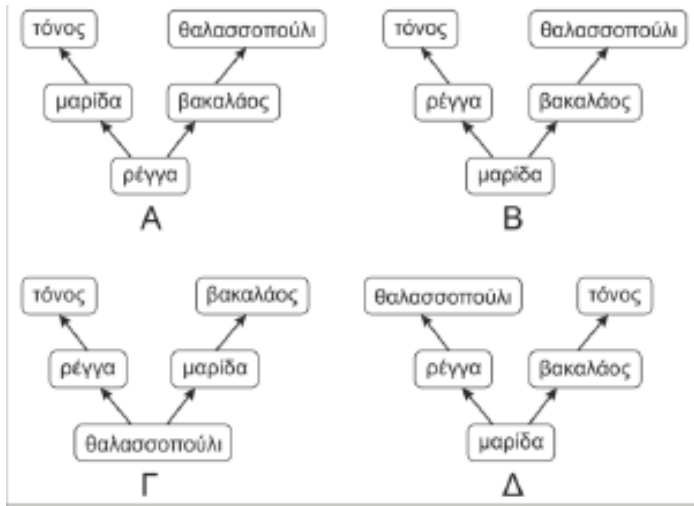 τόνος θαλασσοπούλι τόνος θαλασσοπούλι
μαρίδα βακαλάος ρέγγα βακαλάος
ρέγγα μαρίδα
Α Β
τόνος βακαλάος θαλασσοπούλι τόνος
ρέγγα μαρίδα ρέγγα βακαλάος
θαλασσοπούλι μαρίδα
Γ Δ